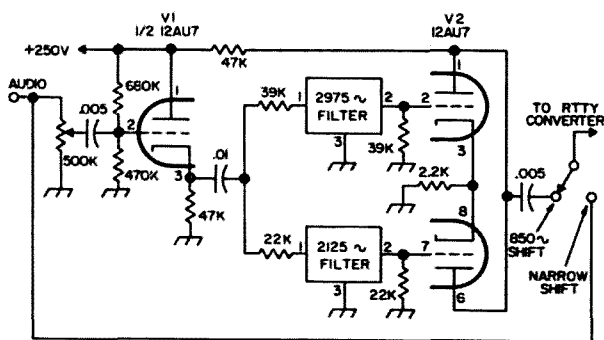 V1
1/2 12AU7
V2
12AU7
+250V
47K
AUDIO
680K
1
.005
2
500K
470K
3
.01
47K
39K
1
2975 ~
FILTER
2
3
39K
2
1
3
2.2K
22K
1
2125 ~
FILTER
2
3
22K
7
8
6
TO RTTY
CONVERTER
.005
850~
SHIFT
NARROW
SHIFT